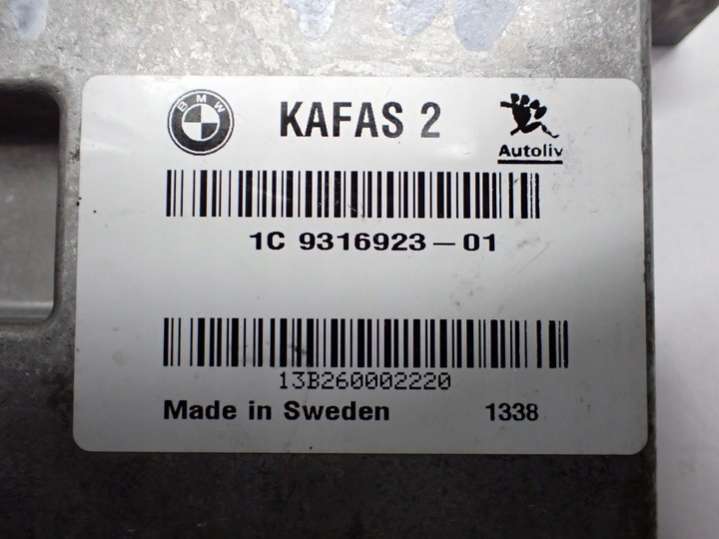 BMW
KAFAS 2
Autoliv
1C 9316923-01
13B260002220
Made in Sweden 1338